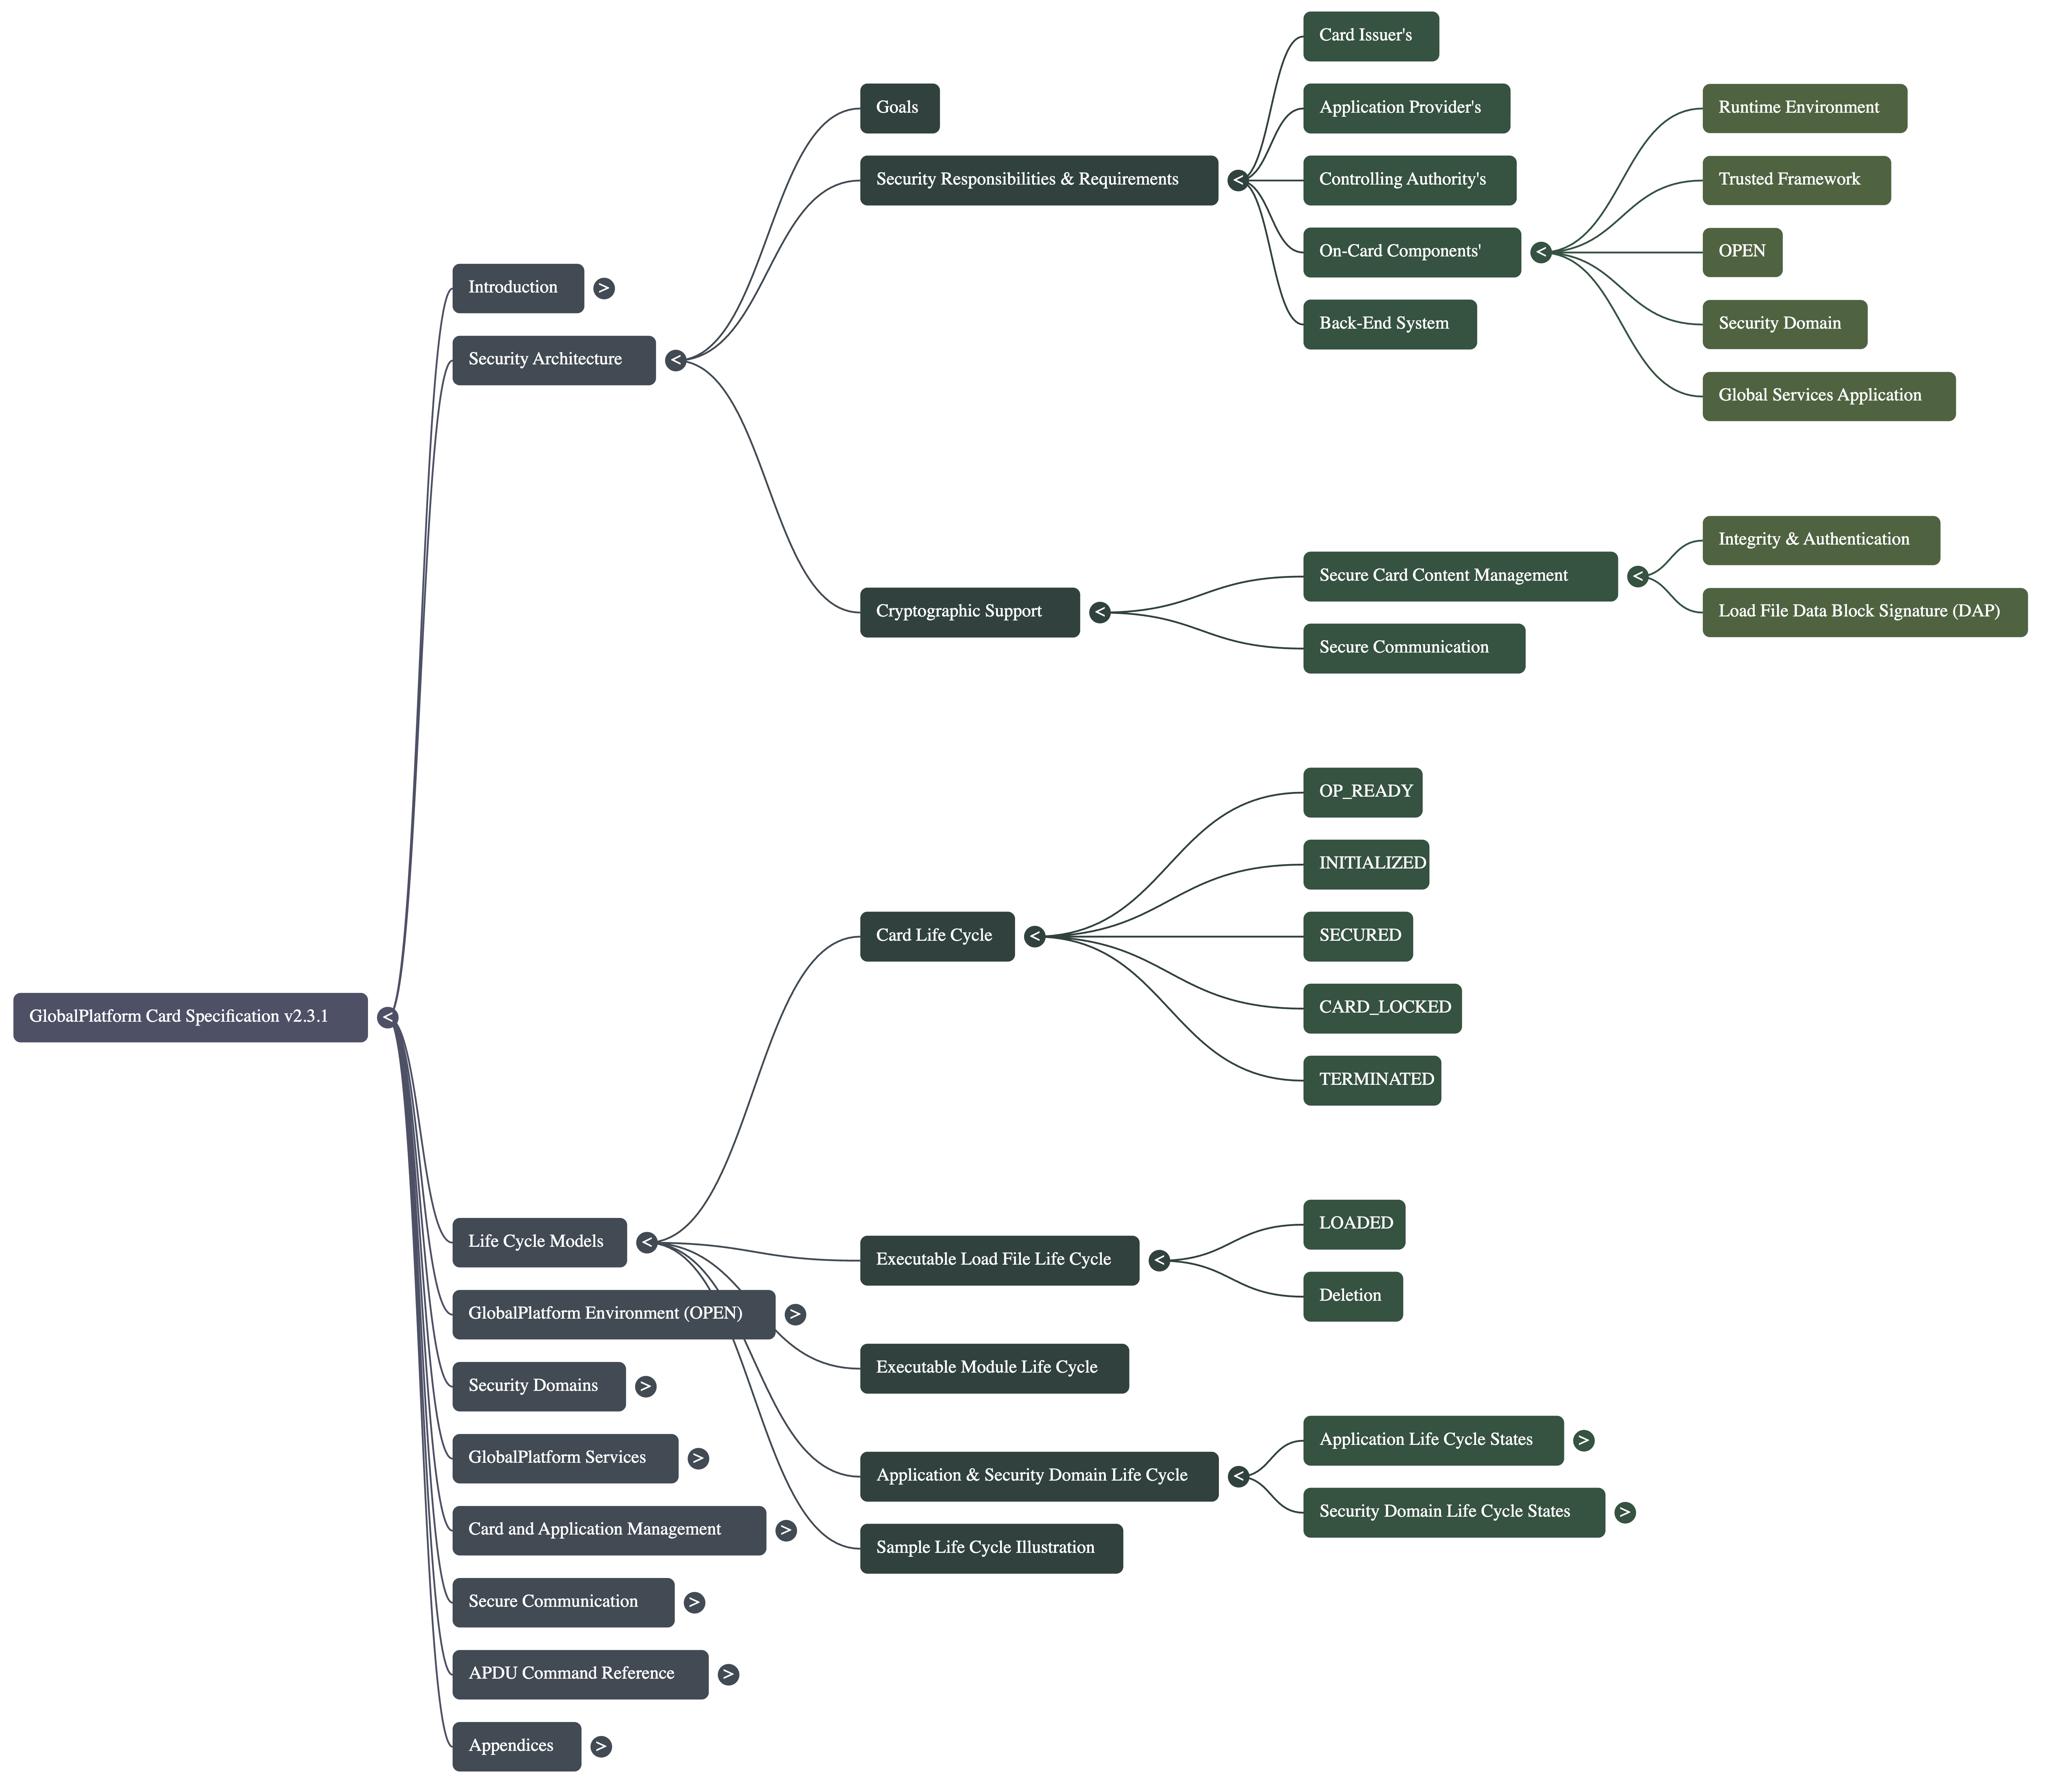 GlobalPlatform Card Specification v2.3.1
<
Introduction
>
Security Architecture
<
Goals
Security Responsibilities & Requirements
<
Card Issuer's
Application Provider's
Controlling Authority's
On-Card Components'
<
Runtime Environment
Trusted Framework
OPEN
Security Domain
Global Services Application
Back-End System
Cryptographic Support
<
Secure Card Content Management
<
Integrity & Authentication
Load File Data Block Signature (DAP)
Secure Communication
Life Cycle Models
<
Card Life Cycle
<
OP_READY
INITIALIZED
SECURED
CARD_LOCKED
TERMINATED
Executable Load File Life Cycle
<
LOADED
Deletion
Executable Module Life Cycle
Application & Security Domain Life Cycle
<
Application Life Cycle States
>
Security Domain Life Cycle States
>
Sample Life Cycle Illustration
GlobalPlatform Environment (OPEN)
>
Security Domains
>
GlobalPlatform Services
>
Card and Application Management
>
Secure Communication
>
APDU Command Reference
>
Appendices
>